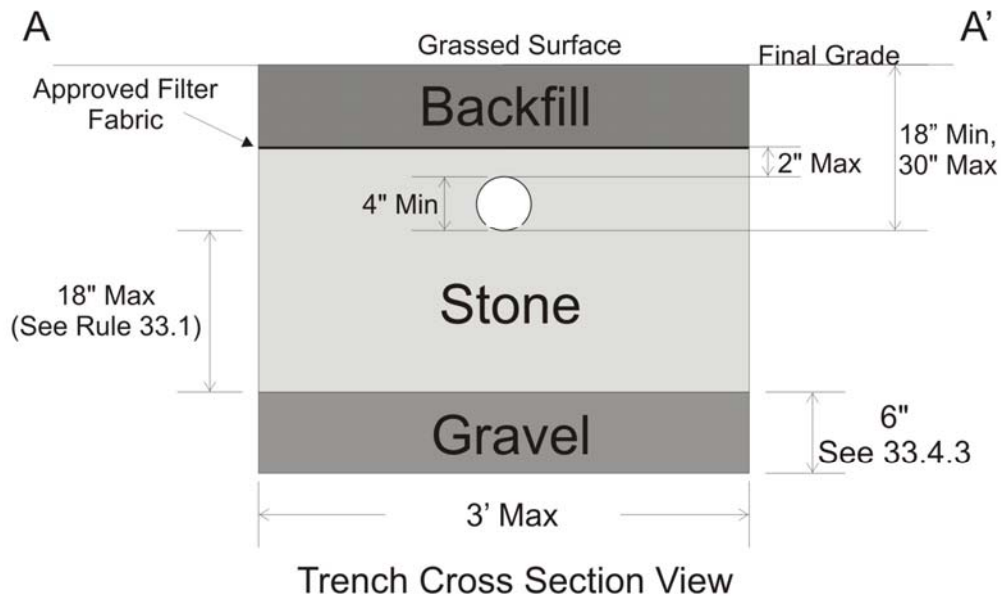 A
A’
Grassed Surface
Final Grade
Approved Filter
Fabric
Backfill
18” Min,
30" Max
2" Max
4" Min
18" Max
(See Rule 33.1)
Stone
Gravel
6"
See 33.4.3
3’ Max
Trench Cross Section View